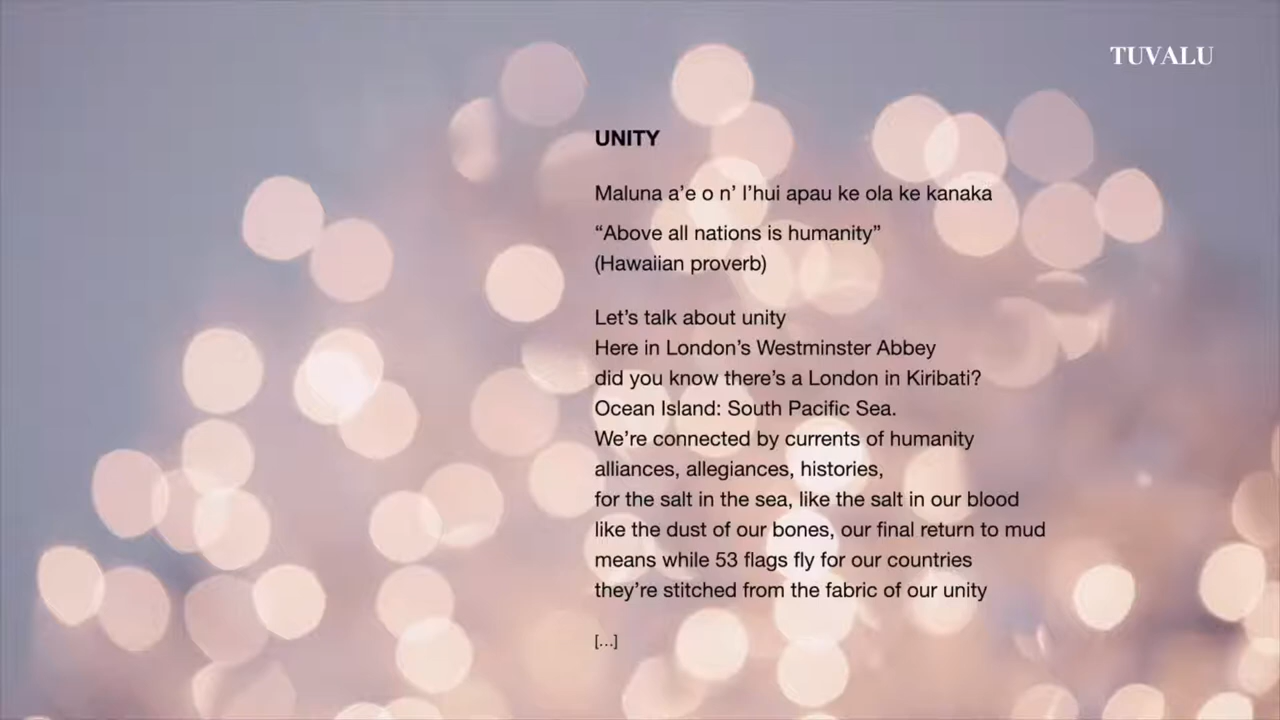 TUVALU
UNITY
Maluna a’e o n’ I’hui apau ke ola ke kanaka
“Above all nations is humanity”
(Hawaiian proverb)
Let’s talk about unity
Here in London’s Westminster Abbey
did you know there’s a London in Kiribati?
Ocean Island: South Pacific Sea.
We’re connected by currents of humanity
alliances, allegiances, histories,
for the salt in the sea, like the salt in our blood
like the dust of our bones, our final return to mud
means while 53 flags fly for our countries
they’re stitched from the fabric of our unity
[...]